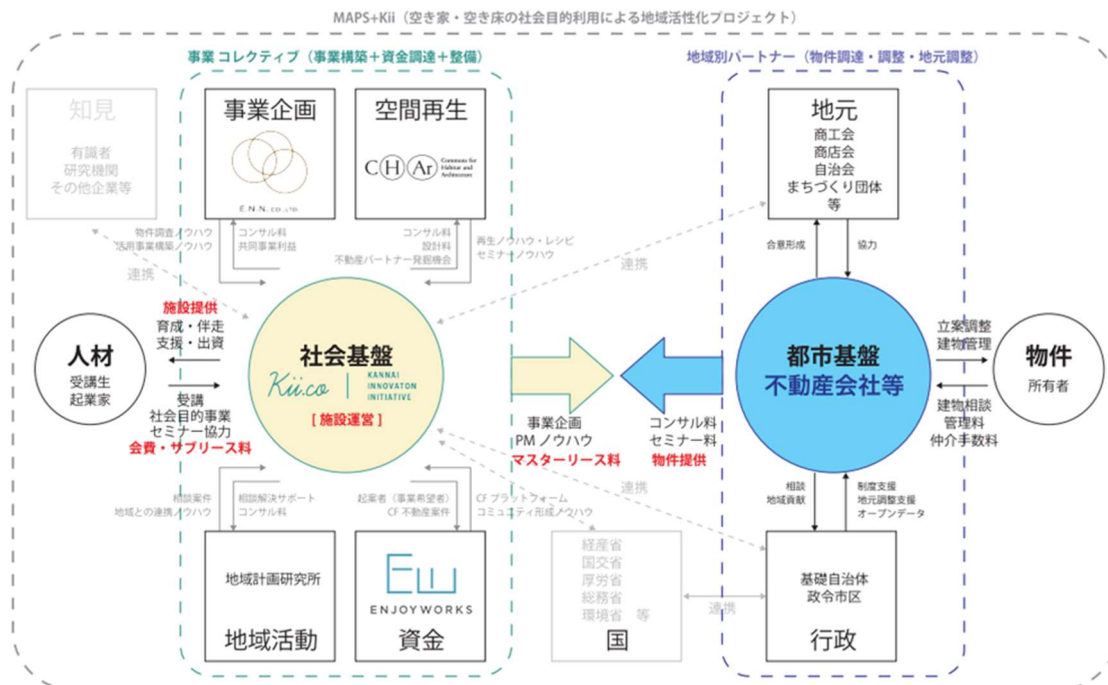 MAPS+Kii（空き家・空き床の社会目的利用による地域活性化プロジェクト）
事業 コレクティブ（事業構築＋資金調達＋整備）
地域別パートナー（物件調達・調整・地元調整）
知見
有識者
研究機関
その他企業等
事業企画
E.N.N. CO.,LTD.
空間再生
CHAr
Commons for
Habitat and
Architecture
地元
商工会
商店会
自治会
まちづくり団体
等
物件調査ノウハウ
活用事業構築ノウハウ
コンサル料
共同事業利益
コンサル料
設計料
不動産パートナー発掘機会
再生ノウハウ・レシピ
セミナーノウハウ
合意形成
協力
連携
連携
人材
受講生
起業家
施設提供
育成・伴走
支援・出資
受講
社会目的事業
セミナー協力
会費・サブリース料
社会基盤
Kii.co
KANNAI
INNOVATON
INITIATIVE
[ 施設運営 ]
事業企画
PM ノウハウ
マスターリース料
コンサル料
セミナー料
物件提供
都市基盤
不動産会社等
立案調整
建物管理
建物相談
管理料
仲介手数料
物件
所有者
相談案件
地域との連携ノウハウ
相談解決サポート
コンサル料
起案者（事業希望者）
CF 不動産案件
CF プラットフォーム
コミュニティ形成ノウハウ
連携
相談
地域貢献
制度支援
地元調整支援
オープンデータ
地域計画研究所
地域活動
ENJOYWORKS
資金
経産省
国交省
厚労省
総務省
環境省　等
国
連携
基礎自治体
政令市区
行政